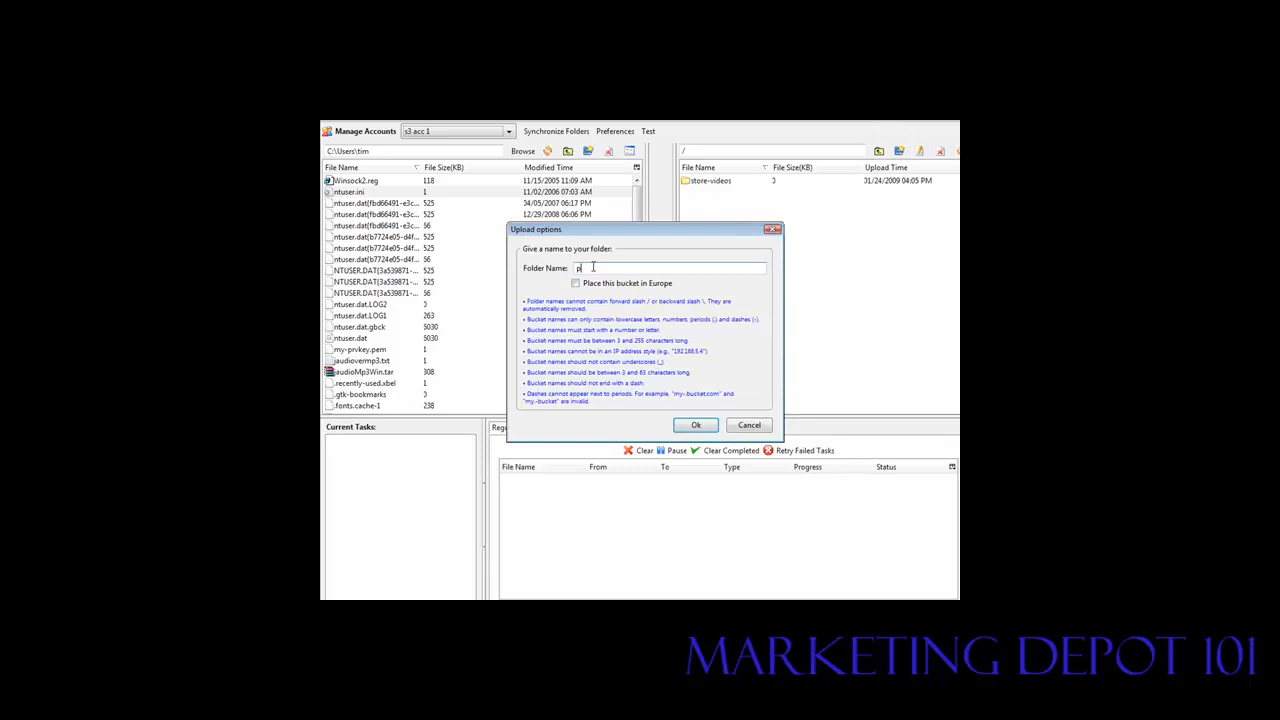 Manage Accounts s3 acc 1 Synchronize Folders Preferences Test
C:\Users\tim Browse /
File Name File Size(KB) Modified Time File Name File Size(KB) Upload Time
Winsock2.reg 118 11/15/2005 11:09 AM store-videos 0 01/24/2009 04:05 PM
ntuser.ini 1 11/02/2006 07:03 AM
ntuser.dat{fbd66491-e3c... 525 04/05/2007 06:17 PM
ntuser.dat{fbd66491-e3c... 525 12/29/2008 06:06 PM
ntuser.dat{fbd66491-e3c... 56
ntuser.dat{b7724e05-d4f... 525
ntuser.dat{b7724e05-d4f... 525
ntuser.dat{b7724e05-d4f... 56
NTUSER.DAT{3a539871-... 525
NTUSER.DAT{3a539871-... 525
NTUSER.DAT{3a539871-... 56
ntuser.dat.LOG2 0
ntuser.dat.LOG1 263
ntuser.dat.gbck 5030
ntuser.dat 5030
my-prvkey.pem 1
jaudiovermp3.txt 1
jaudioMp3Win.tar 308
.recently-used.xbel 1
.gtk-bookmarks 0
.fonts.cache-1 238
Upload options
Give a name to your folder:
Folder Name: p
Place this bucket in Europe
• Folder names cannot contain forward slash / or backward slash \. They are
automatically removed.
• Bucket names can only contain lowercase letters, numbers, periods (.) and dashes (-).
• Bucket names must start with a number or letter.
• Bucket names must be between 3 and 255 characters long.
• Bucket names cannot be in an IP address style (e.g., "192.168.5.4").
• Bucket names should not contain underscores (_).
• Bucket names should be between 3 and 63 characters long.
• Bucket names should not end with a dash.
• Dashes cannot appear next to periods. For example, "my-.bucket.com" and
"my.-bucket" are invalid.
Ok Cancel
Current Tasks:
Clear Pause Clear Completed Retry Failed Tasks
File Name From To Type Progress Status
MARKETING DEPOT 101